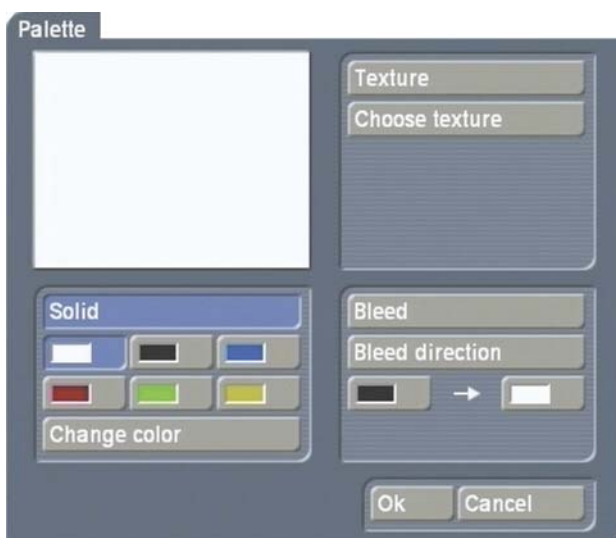 Palette
Texture
Choose texture
Solid
Change color
Bleed
Bleed direction
Ok
Cancel